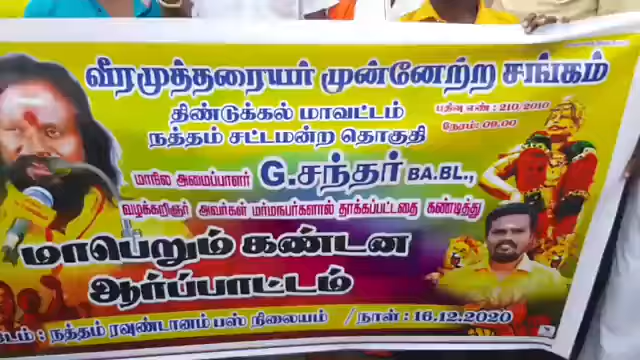 வீரமுத்தரையர் முன்னேற்ற சங்கம்
திண்டுக்கல் மாவட்டம்
பதிவு எண் : 210/2010
நத்தம் சட்டமன்ற தொகுதி
நேரம்: 09.00
மாநில அமைப்பாளர் G.சந்தர் BA.BL.,
வழக்கறிஞர் அவர்கள் மர்மநபர்களால் தாக்கப்பட்டதை கண்டித்து
மாபெறும் கண்டன
ஆர்ப்பாட்டம்
டம் : நத்தம் ரவுண்டானம் பஸ் நிலையம் / நாள் : 16.12.2020